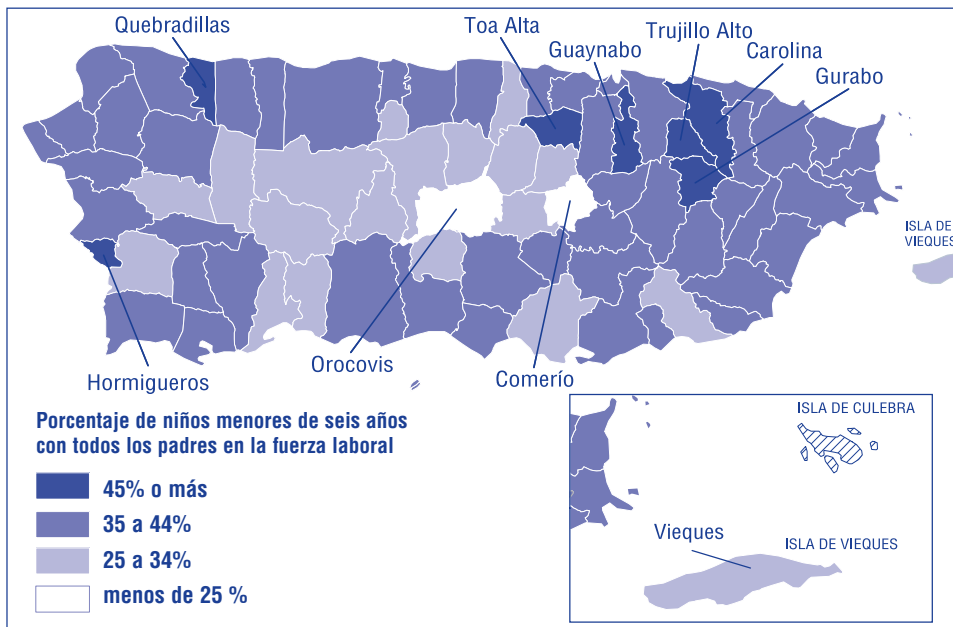 Quebradillas
Toa Alta
Trujillo Alto
Guaynabo
Carolina
Gurabo
ISLA DE
VIEQUES
Orocovis
Comerío
Hormigueros
Porcentaje de niños menores de seis años
con todos los padres en la fuerza laboral
45% o más
35 a 44%
25 a 34%
menos de 25 %
ISLA DE CULEBRA
Vieques
ISLA DE VIEQUES